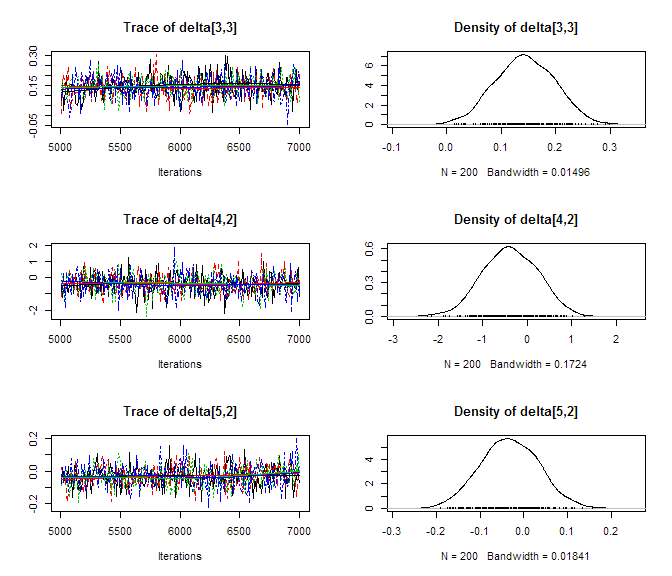 Trace of delta[3,3]
-0.05 0.15 0.30
5000 5500 6000 6500 7000
Iterations
Density of delta[3,3]
0 2 4 6
-0.1 0.0 0.1 0.2 0.3
N = 200 Bandwidth = 0.01496
Trace of delta[4,2]
-2 0 1 2
5000 5500 6000 6500 7000
Iterations
Density of delta[4,2]
0.0 0.3 0.6
-3 -2 -1 0 1 2
N = 200 Bandwidth = 0.1724
Trace of delta[5,2]
-0.2 0.0 0.2
5000 5500 6000 6500 7000
Iterations
Density of delta[5,2]
0 2 4
-0.3 -0.2 -0.1 0.0 0.1 0.2
N = 200 Bandwidth = 0.01841